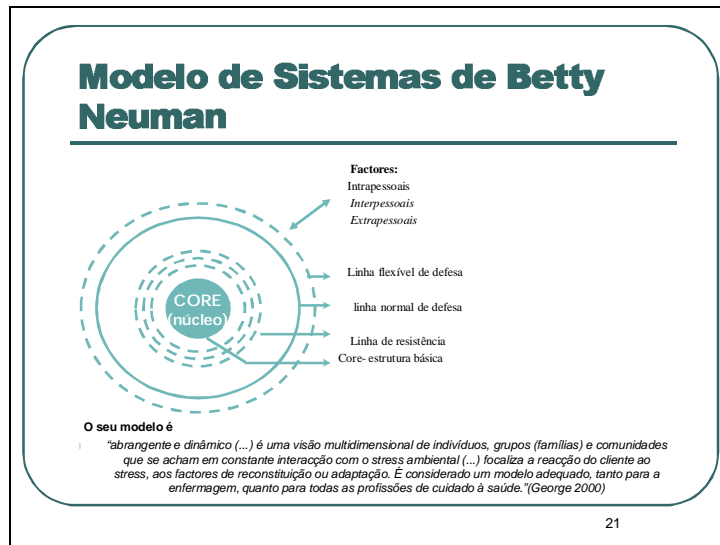 Modelo de Sistemas de Betty
Neuman
Factores:
Intrapessoais
Interpessoais
Extrapessoais
Linha flexível de defesa
CORE
(núcleo)
linha normal de defesa
Linha de resistência
Core- estrutura básica
O seu modelo é
"abrangente e dinâmico (...) é uma visão multidimensional de indivíduos, grupos (famílias) e comunidades
que se acham em constante interacção com o stress ambiental (...) focaliza a reacção do cliente ao
stress, aos factores de reconstituição ou adaptação. É considerado um modelo adequado, tanto para a
enfermagem, quanto para todas as profissões de cuidado à saúde."(George 2000)
21